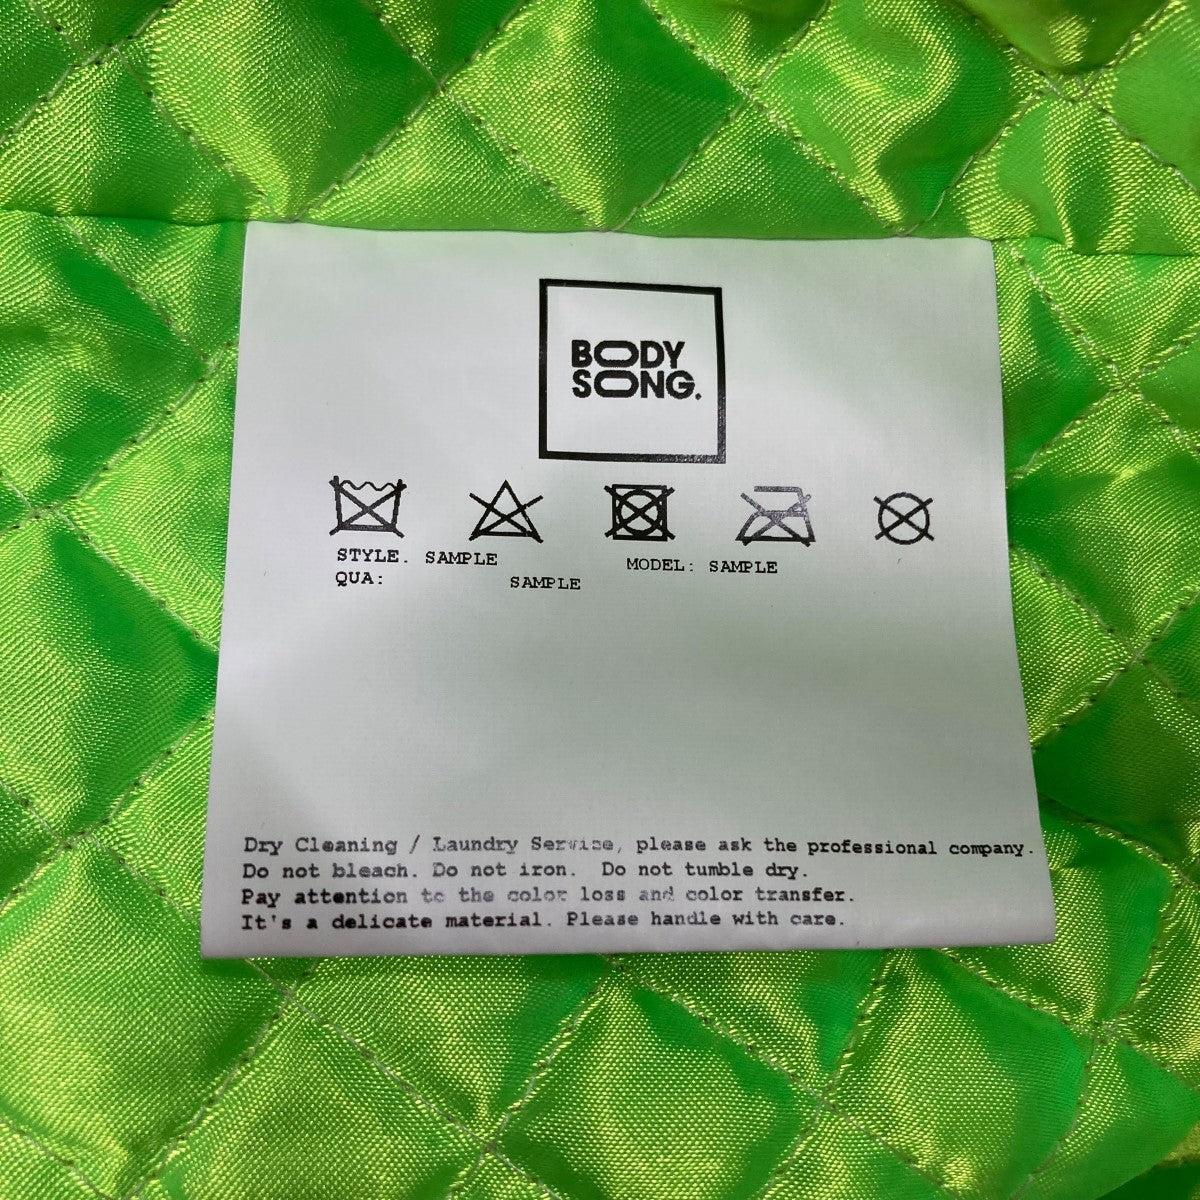 BODY
SONG.
STYLE. SAMPLE MODEL: SAMPLE
QUA: SAMPLE
Dry Cleaning / Laundry Service, please ask the professional company.
Do not bleach. Do not iron. Do not tumble dry.
Pay attention to the color loss and color transfer.
It's a delicate material. Please handle with care.